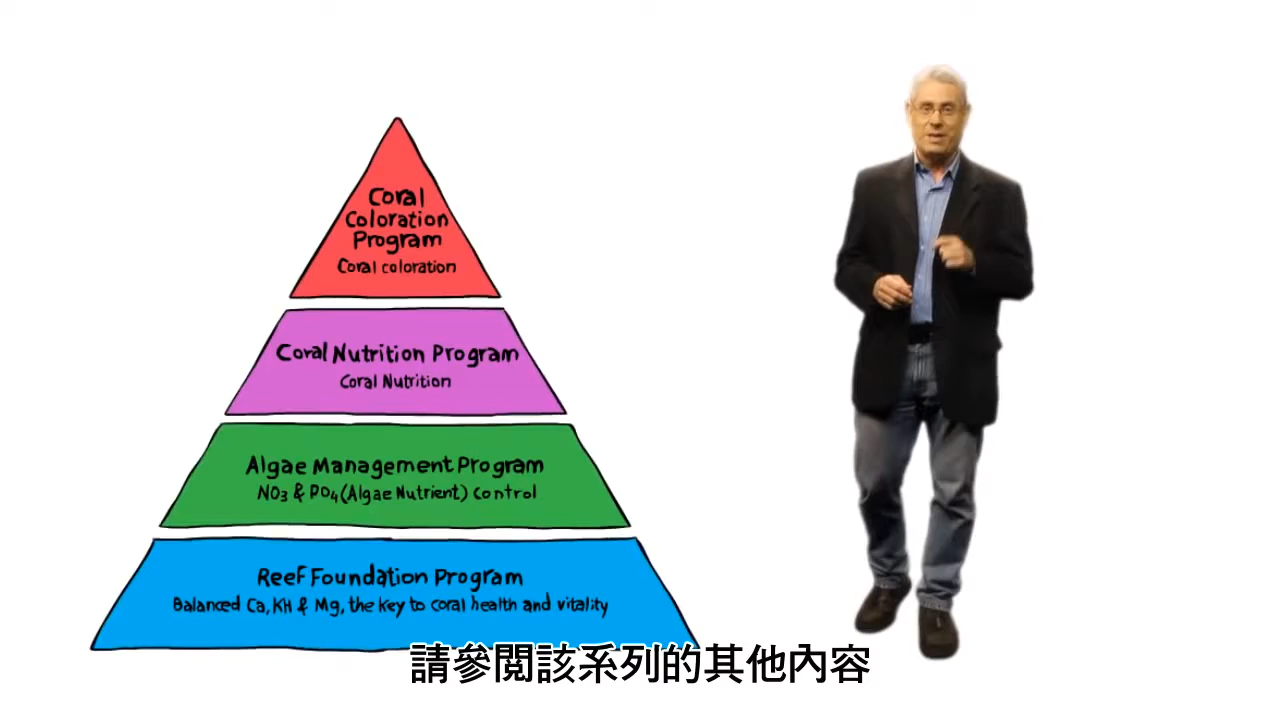 Coral
Coloration
Program
Coral coloration
Coral Nutrition Program
Coral Nutrition
Algae Management Program
NO3 & PO4 (Algae Nutrient) Control
Reef Foundation Program
Balanced Ca, KH & Mg, the key to coral health and vitality
請參閱該系列的其他內容